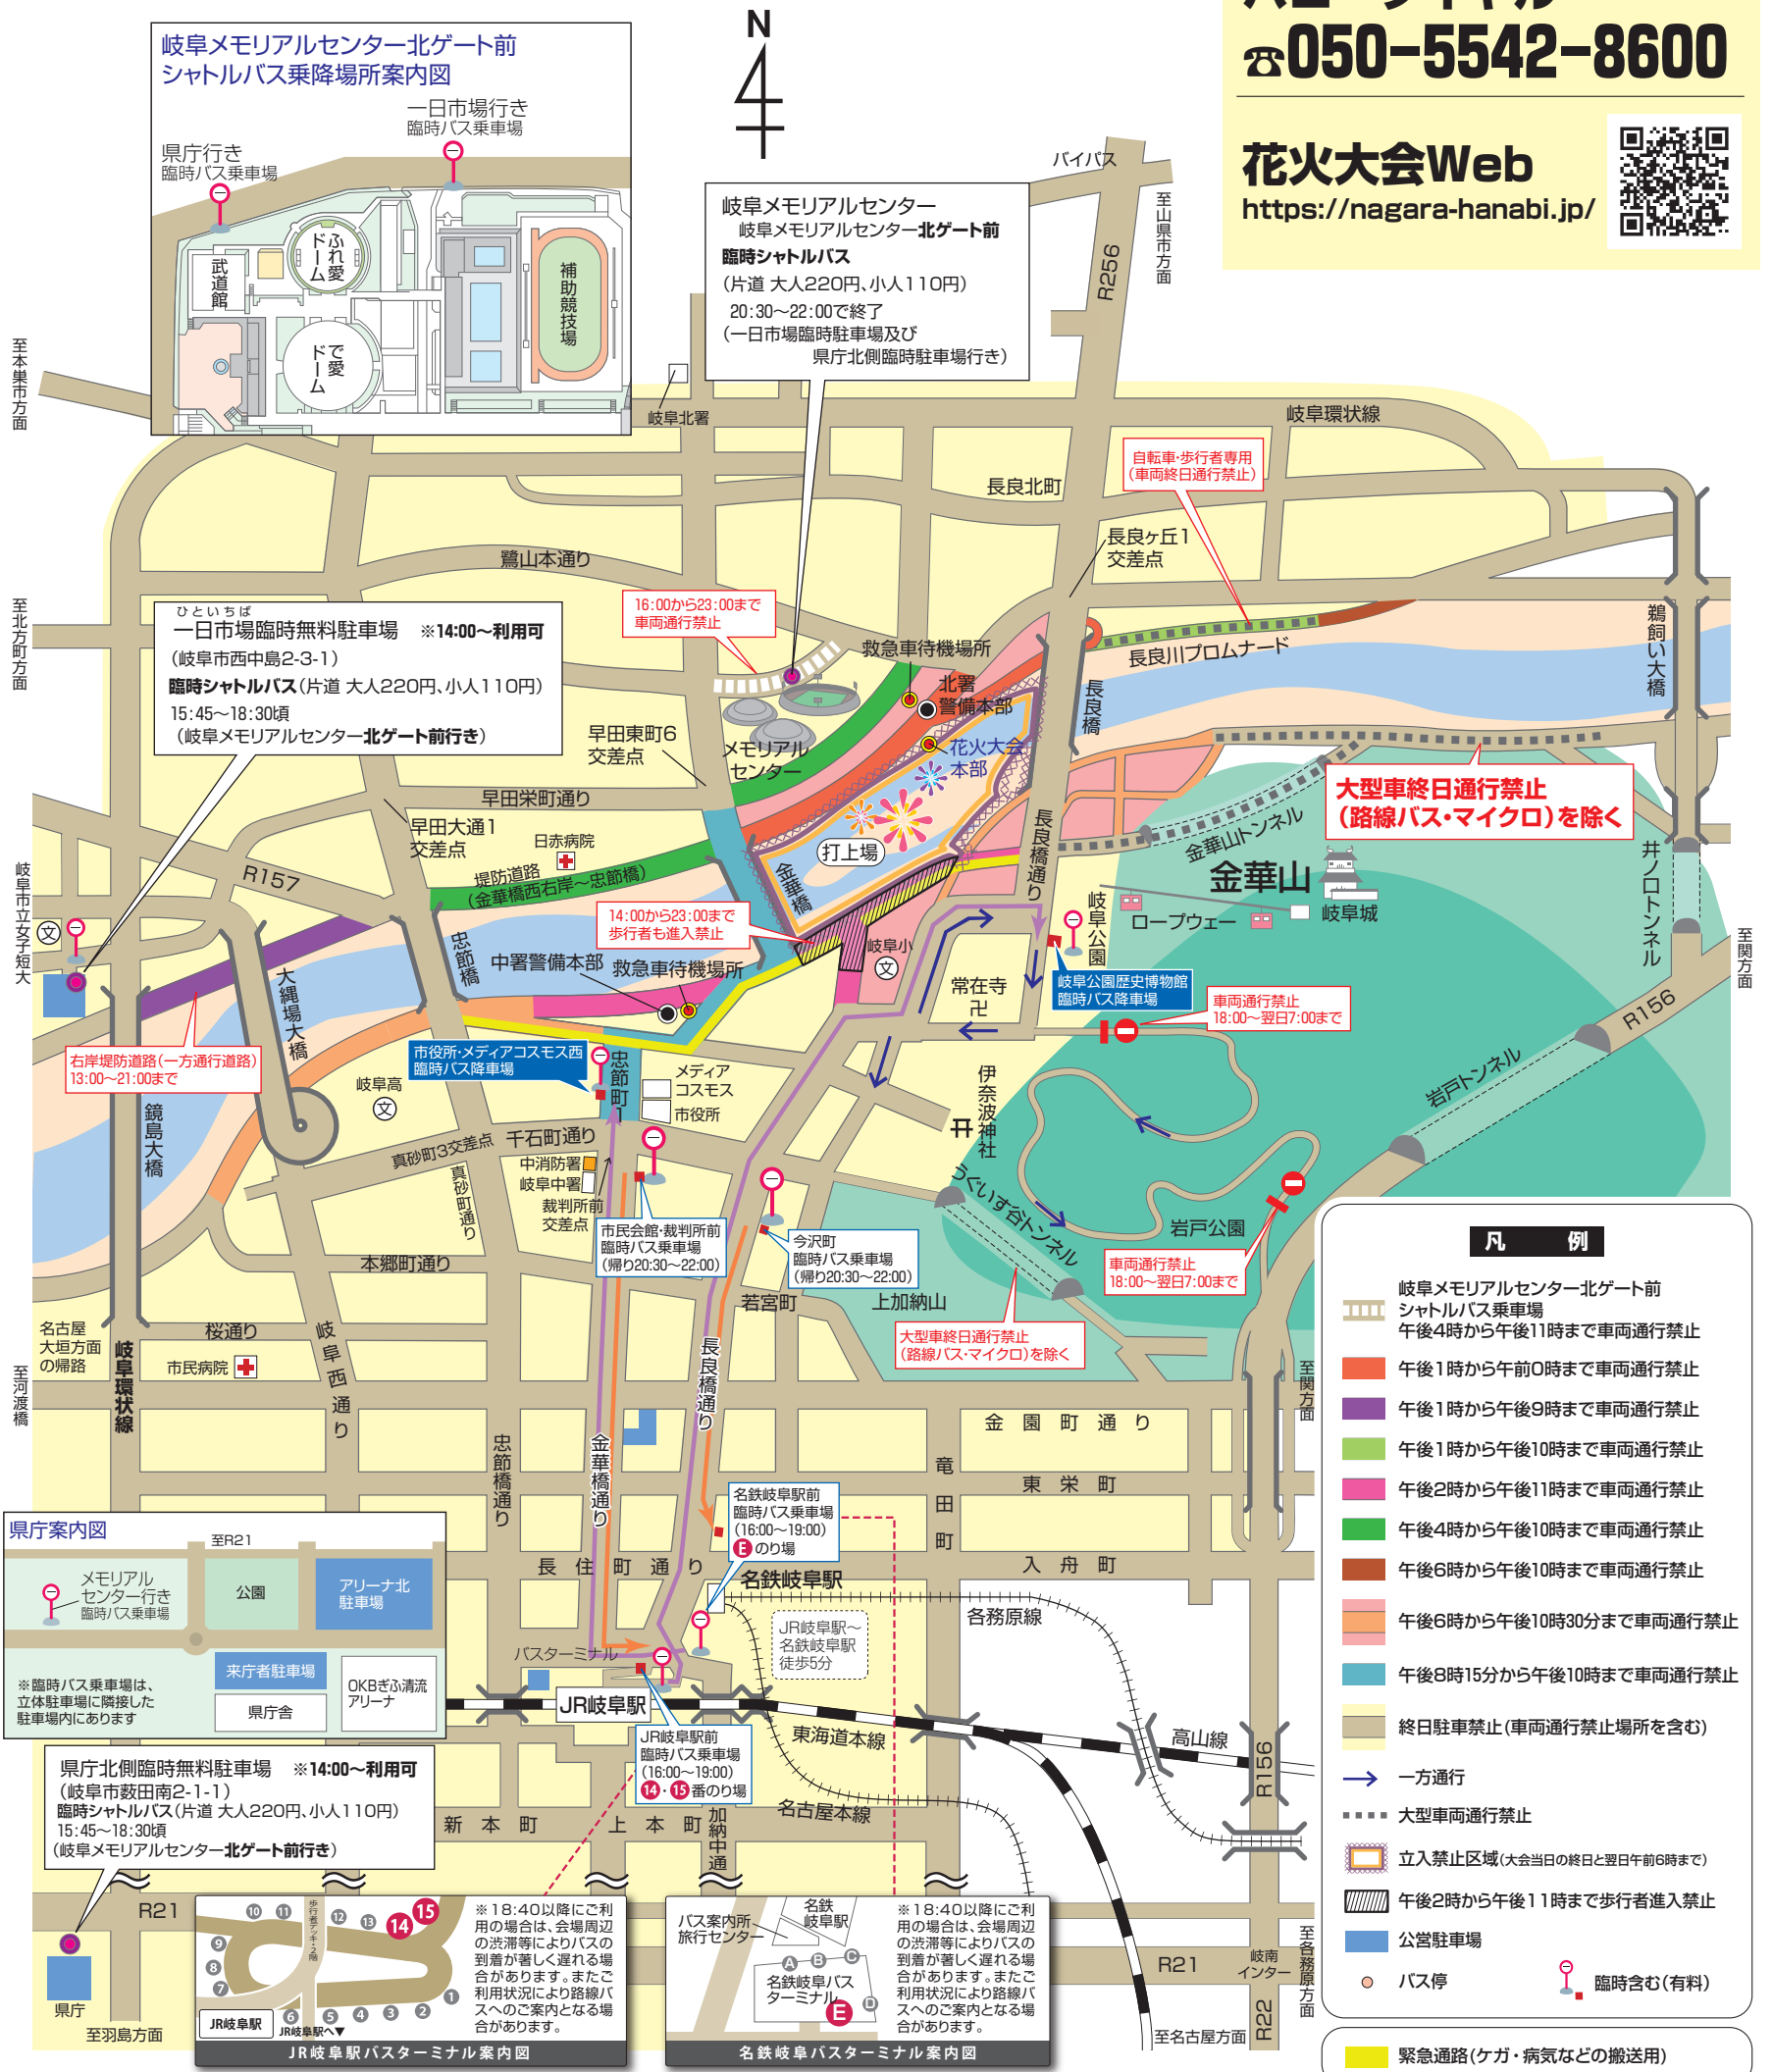 岐阜メモリアルセンター北ゲート前
シャトルバス乗降場所案内図
一日市場行き
臨時バス乗車場
県庁行き
臨時バス乗車場
武道館
ふれ愛
ドーム
で愛
ドーム
補助競技場
N
☎050-5542-8600
花火大会Web
https://nagara-hanabi.jp/
岐阜メモリアルセンター
岐阜メモリアルセンター北ゲート前
臨時シャトルバス
(片道 大人220円、小人110円)
20:30〜22:00で終了
(一日市場臨時駐車場及び
県庁北側臨時駐車場行き)
バイパス
至山県市方面
R256
至本巣市方面
岐阜北署
岐阜環状線
自転車・歩行者専用
(車両終日通行禁止)
長良北町
長良ヶ丘1
交差点
鷺山本通り
至北方町方面
ひといちば
一日市場臨時無料駐車場 ※14:00〜利用可
(岐阜市西中島2-3-1)
臨時シャトルバス(片道 大人220円、小人110円)
15:45〜18:30頃
(岐阜メモリアルセンター北ゲート前行き)
16:00から23:00まで
車両通行禁止
救急車待機場所
北署
警備本部
花火大会
本部
長良川プロムナード
長良橋
鵜飼い大橋
早田東町6
交差点
メモリアル
センター
早田栄町通り
早田大通1
交差点
日赤病院
堤防道路
(金華橋西右岸〜忠節橋)
金華橋
打上場
長良橋通り
大型車終日通行禁止
(路線バス・マイクロ)を除く
金華山トンネル
金華山
岐阜城
ロープウェー
岐阜公園
井ノ口トンネル
至関方面
R157
岐阜市立女子短大
文
14:00から23:00まで
歩行者も進入禁止
岐阜小
文
忠節橋
中署警備本部
救急車待機場所
大縄場大橋
常在寺
卍
岐阜公園歴史博物館
臨時バス降車場
車両通行禁止
18:00〜翌日7:00まで
R156
右岸堤防道路(一方通行道路)
13:00〜21:00まで
鏡島大橋
市役所・メディアコスモス西
臨時バス降車場
岐阜高
文
忠節町1
メディア
コスモス
市役所
伊奈波神社
岩戸トンネル
真砂町3交差点
千石町通り
中消防署
岐阜中署
裁判所前
交差点
真砂町通り
うぐいす谷トンネル
岩戸公園
市民会館・裁判所前
臨時バス乗車場
(帰り20:30〜22:00)
今沢町
臨時バス乗車場
(帰り20:30〜22:00)
車両通行禁止
18:00〜翌日7:00まで
本郷町通り
若宮町
上加納山
大型車終日通行禁止
(路線バス・マイクロ)を除く
名古屋
大垣方面
の帰路
桜通り
市民病院
岐阜環状線
岐阜西通り
至河渡橋
至関方面
忠節橋通り
金華橋通り
長良橋通り
金園町通り
竜田町
東栄町
名鉄岐阜駅前
臨時バス乗車場
(16:00〜19:00)
Eのり場
長住町通り
入舟町
名鉄岐阜駅
各務原線
JR岐阜駅〜
名鉄岐阜駅
徒歩5分
バスターミナル
JR岐阜駅
東海道本線
高山線
JR岐阜駅前
臨時バス乗車場
(16:00〜19:00)
14・15番のり場
名古屋本線
R156
新本町
上本町
加納中通
県庁案内図
至R21
メモリアル
センター行き
臨時バス乗車場
公園
アリーナ北
駐車場
来庁者駐車場
県庁舎
OKBぎふ清流
アリーナ
※臨時バス乗車場は、
立体駐車場に隣接した
駐車場内にあります
県庁北側臨時無料駐車場 ※14:00〜利用可
(岐阜市薮田南2-1-1)
臨時シャトルバス(片道 大人220円、小人110円)
15:45〜18:30頃
(岐阜メモリアルセンター北ゲート前行き)
R21
県庁
至羽島方面
10 11 12 13 14 15
9
8
7
6 5 4 3 2 1
歩行者デッキ・2階
JR岐阜駅
JR岐阜駅へ▼
※18:40以降にご利
用の場合は、会場周辺
の渋滞等によりバスの
到着が著しく遅れる場
合があります。またご
利用状況により路線バ
スへのご案内となる場
合があります。
JR岐阜駅バスターミナル案内図
名鉄
岐阜駅
バス案内所
旅行センター
A B C
名鉄岐阜バス
ターミナル
E D
※18:40以降にご利
用の場合は、会場周辺
の渋滞等によりバスの
到着が著しく遅れる場
合があります。またご
利用状況により路線バ
スへのご案内となる場
合があります。
名鉄岐阜バスターミナル案内図
R21
岐南
インター
至各務原方面
至名古屋方面
R22
凡例
岐阜メモリアルセンター北ゲート前
シャトルバス乗車場
午後4時から午後11時まで車両通行禁止
午後1時から午前0時まで車両通行禁止
午後1時から午後9時まで車両通行禁止
午後1時から午後10時まで車両通行禁止
午後2時から午後11時まで車両通行禁止
午後4時から午後10時まで車両通行禁止
午後6時から午後10時まで車両通行禁止
午後6時から午後10時30分まで車両通行禁止
午後8時15分から午後10時まで車両通行禁止
終日駐車禁止(車両通行禁止場所を含む)
一方通行
大型車両通行禁止
立入禁止区域(大会当日の終日と翌日午前6時まで)
午後2時から午後11時まで歩行者進入禁止
公営駐車場
バス停
臨時含む(有料)
緊急通路(ケガ・病気などの搬送用)